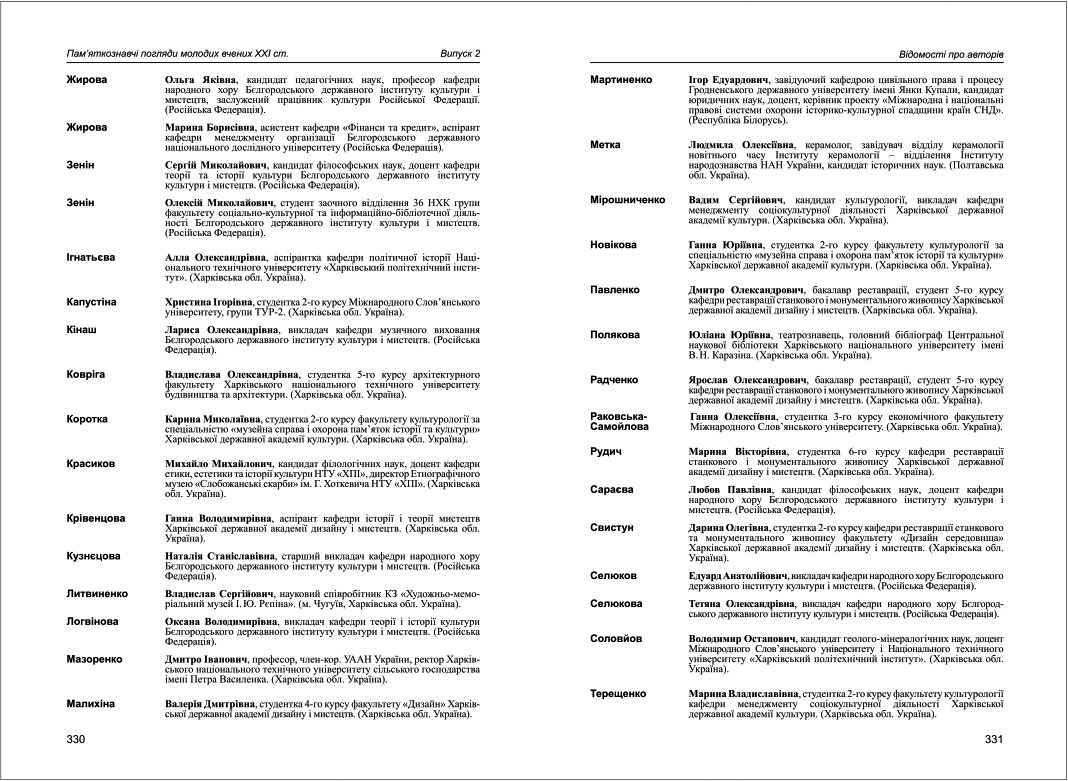 Пам’яткознавчі погляди молодих вчених ХХІ ст. Випуск 2
Жирова Ольга Яківна, кандидат педагогічних наук, професор кафедри
народного хору Бєлгородського державного інституту культури і
мистецтв, заслужений працівник культури Російської Федерації.
(Російська Федерація).
Жирова Марина Борисівна, асистент кафедри «Фінанси та кредит», аспірант
кафедри менеджменту організації Бєлгородського державного
національного дослідного університету (Російська Федерація).
Зенін Сергій Миколайович, кандидат філософських наук, доцент кафедри
теорії та історії культури Бєлгородського державного інституту
культури і мистецтв. (Російська Федерація).
Зенін Олексій Миколайович, студент заочного відділення 36 НХК групи
факультету соціально-культурної та інформаційно-бібліотечної діяль-
ності Бєлгородського державного інституту культури і мистецтв.
(Російська Федерація).
Ігнатьєва Алла Олександрівна, аспірантка кафедри політичної історії Наці-
онального технічного університету «Харківський політехнічний інсти-
тут». (Харківська обл. Україна).
Капустіна Христина Ігорівна, студентка 2-го курсу Міжнародного Слов’янського
університету, групи ТУР-2. (Харківська обл. Україна).
Кінаш Лариса Олександрівна, викладач кафедри музичного виховання
Бєлгородського державного інституту культури і мистецтв. (Російська
Федерація).
Ковріга Владислава Олександрівна, студентка 5-го курсу архітектурного
факультету Харківського національного технічного університету
будівництва та архітектури. (Харківська обл. Україна).
Коротка Карина Миколаївна, студентка 2-го курсу факультету культурології за
спеціальністю «музейна справа і охорона пам’яток історії та культури»
Харківської державної академії культури. (Харківська обл. Україна).
Красиков Михайло Михайлович, кандидат філологічних наук, доцент кафедри
етики, естетики та історії культури НТУ «ХПІ», директор Етнографічного
музею «Слобожанські скарби» ім. Г. Хоткевича НТУ «ХПІ». (Харківська
обл. Україна).
Крівенцова Ганна Володимирівна, аспірант кафедри історії і теорії мистецтв
Харківської державної академії дизайну і мистецтв. (Харківська обл.
Україна).
Кузнєцова Наталія Станіславівна, старший викладач кафедри народного хору
Бєлгородського державного інституту культури і мистецтв. (Російська
Федерація).
Литвиненко Владислав Сергійович, науковий співробітник КЗ «Художньо-мемо-
ріальний музей І. Ю. Репіна». (м. Чугуїв, Харківська обл. Україна).
Логвінова Оксана Володимирівна, викладач кафедри теорії і історії культури
Бєлгородського державного інституту культури і мистецтв. (Російська
Федерація).
Мазоренко Дмитро Іванович, професор, член-кор. УААН України, ректор Харків-
ського національного технічного університету сільського господарства
імені Петра Василенка. (Харківська обл. Україна).
Малихіна Валерія Дмитрівна, студентка 4-го курсу факультету «Дизайн» Харків-
ської державної академії дизайну і мистецтв. (Харківська обл. Україна).
330
Відомості про авторів
Мартиненко Ігор Едуардович, завідуючий кафедрою цивільного права і процесу
Гродненського державного університету імені Янки Купали, кандидат
юридичних наук, доцент, керівник проекту «Міжнародна і національні
правові системи охорони історико-культурної спадщини країн СНД».
(Республіка Білорусь).
Метка Людмила Олексіївна, керамолог, завідувач відділу керамології
новітнього часу Інституту керамології – відділення Інституту
народознавства НАН України, кандидат історичних наук. (Полтавська
обл. Україна).
Мірошниченко Вадим Сергійович, кандидат культурології, викладач кафедри
менеджменту соціокультурної діяльності Харківської державної
академії культури. (Харківська обл. Україна).
Новікова Ганна Юріївна, студентка 2-го курсу факультету культурології за
спеціальністю «музейна справа і охорона пам’яток історії та культури»
Харківської державної академії культури. (Харківська обл. Україна).
Павленко Дмитро Олександрович, бакалавр реставрації, студент 5-го курсу
кафедри реставрації станкового і монументального живопису Харківської
державної академії дизайну і мистецтв. (Харківська обл. Україна).
Полякова Юліана Юріївна, театрознавець, головний бібліограф Центральної
наукової бібліотеки Харківського національного університету імені
В. Н. Каразіна. (Харківська обл. Україна).
Радченко Ярослав Олександрович, бакалавр реставрації, студент 5-го курсу
кафедри реставрації станкового і монументального живопису Харківської
державної академії дизайну і мистецтв. (Харківська обл. Україна).
Раковська- Ганна Олексіївна, студентка 3-го курсу економічного факультету
Самойлова Міжнародного Слов’янського університету. (Харківська обл. Україна).
Рудич Марина Вікторівна, студентка 6-го курсу кафедри реставрації
станкового і монументального живопису Харківської державної
академії дизайну і мистецтв. (Харківська обл. Україна).
Сараєва Любов Павлівна, кандидат філософських наук, доцент кафедри
народного хору Бєлгородського державного інституту культури і
мистецтв. (Російська Федерація).
Свистун Дарина Олегівна, студентка 2-го курсу кафедри реставрації станкового
та монументального живопису факультету «Дизайн середовища»
Харківської державної академії дизайну і мистецтв. (Харківська обл.
Україна).
Селюков Едуард Анатолійович, викладач кафедри народного хору Бєлгородського
державного інституту культури і мистецтв. (Російська Федерація).
Селюкова Тетяна Олександрівна, викладач кафедри народного хору Бєлгород-
ського державного інституту культури і мистецтв. (Російська Федерація).
Соловйов Володимир Остапович, кандидат геолого-мінералогічних наук, доцент
Міжнародного Слов’янського університету і Національного технічного
університету «Харківський політехнічний інститут». (Харківська обл.
Україна).
Терещенко Марина Владиславівна, студентка 2-го курсу факультету культурології
кафедри менеджменту соціокультурної діяльності Харківської
державної академії культури. (Харківська обл. Україна).
331